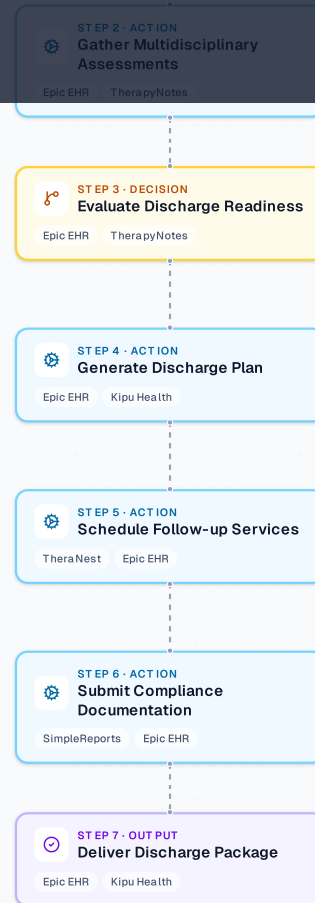 STEP 2 · ACTION
Gather Multidisciplinary
Assessments
Epic EHR TherapyNotes
STEP 3 · DECISION
Evaluate Discharge Readiness
Epic EHR TherapyNotes
STEP 4 · ACTION
Generate Discharge Plan
Epic EHR Kipu Health
STEP 5 · ACTION
Schedule Follow-up Services
TheraNest Epic EHR
STEP 6 · ACTION
Submit Compliance
Documentation
SimpleReports Epic EHR
STEP 7 · OUTPUT
Deliver Discharge Package
Epic EHR Kipu Health